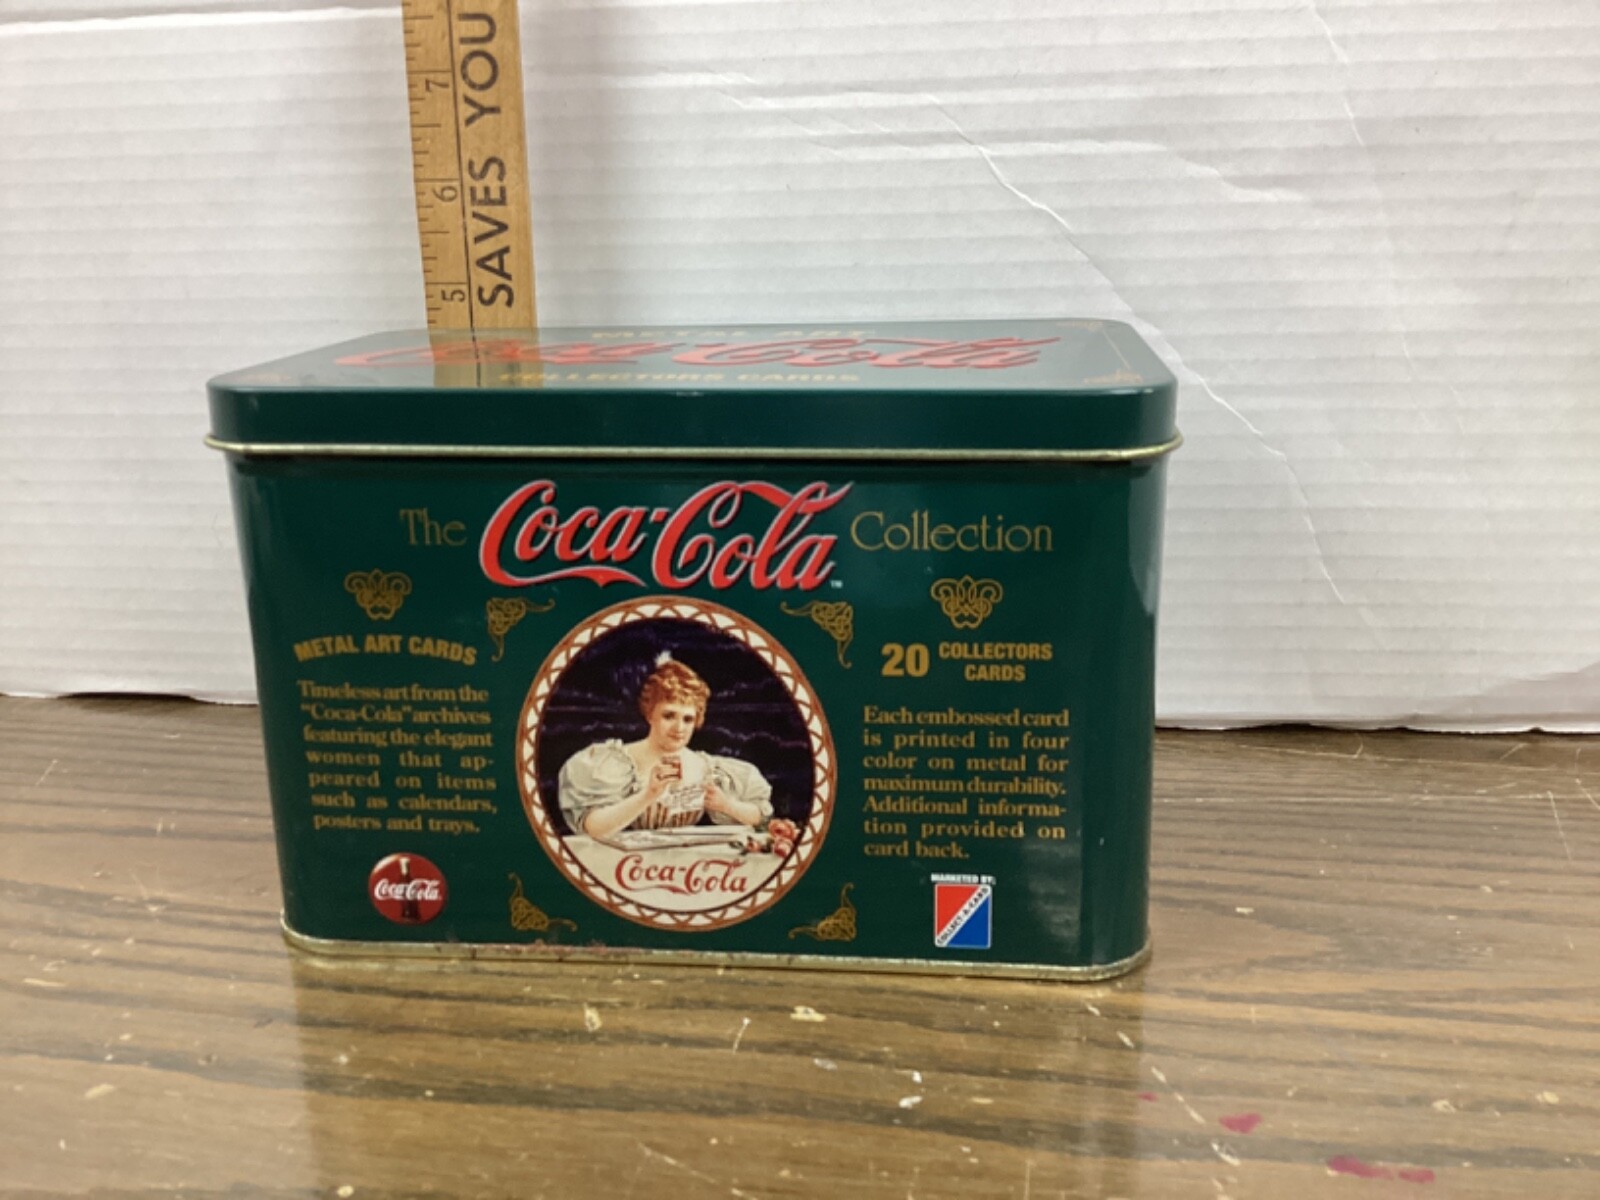 SAVES YOU
7
6
5
METAL ART
Coca-Cola
COLLECTORS CARDS
The Coca-Cola Collection
TM
METAL ART CARDS
Timeless art from the
"Coca-Cola" archives
featuring the elegant
women that ap-
peared on items
such as calendars,
posters and trays.
Coca-Cola
Coca-Cola
20 COLLECTORS
CARDS
Each embossed card
is printed in four
color on metal for
maximum durability.
Additional informa-
tion provided on
card back.
MARKETED BY:
COLLECT-A-CARD